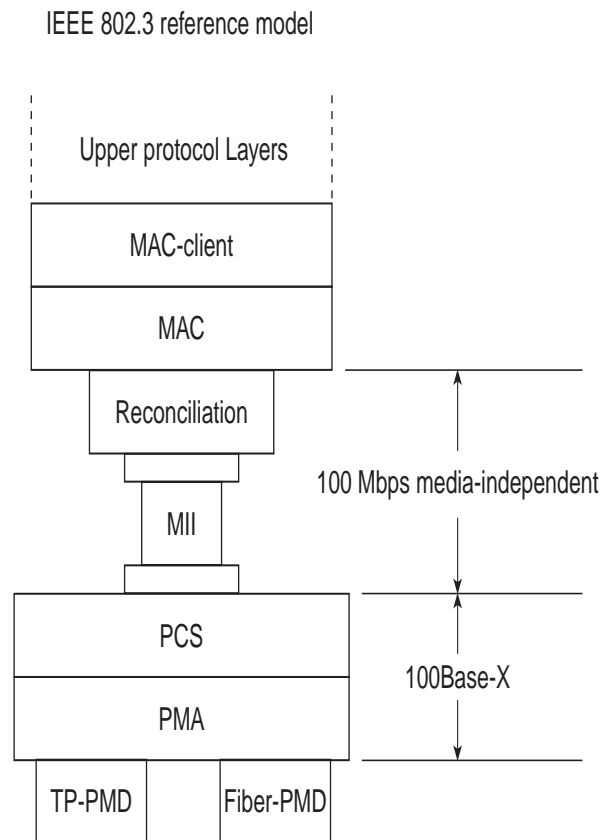 IEEE 802.3 reference model
Upper protocol Layers
MAC-client
MAC
Reconciliation
100 Mbps media-independent
MII
PCS
100Base-X
PMA
TP-PMD
Fiber-PMD